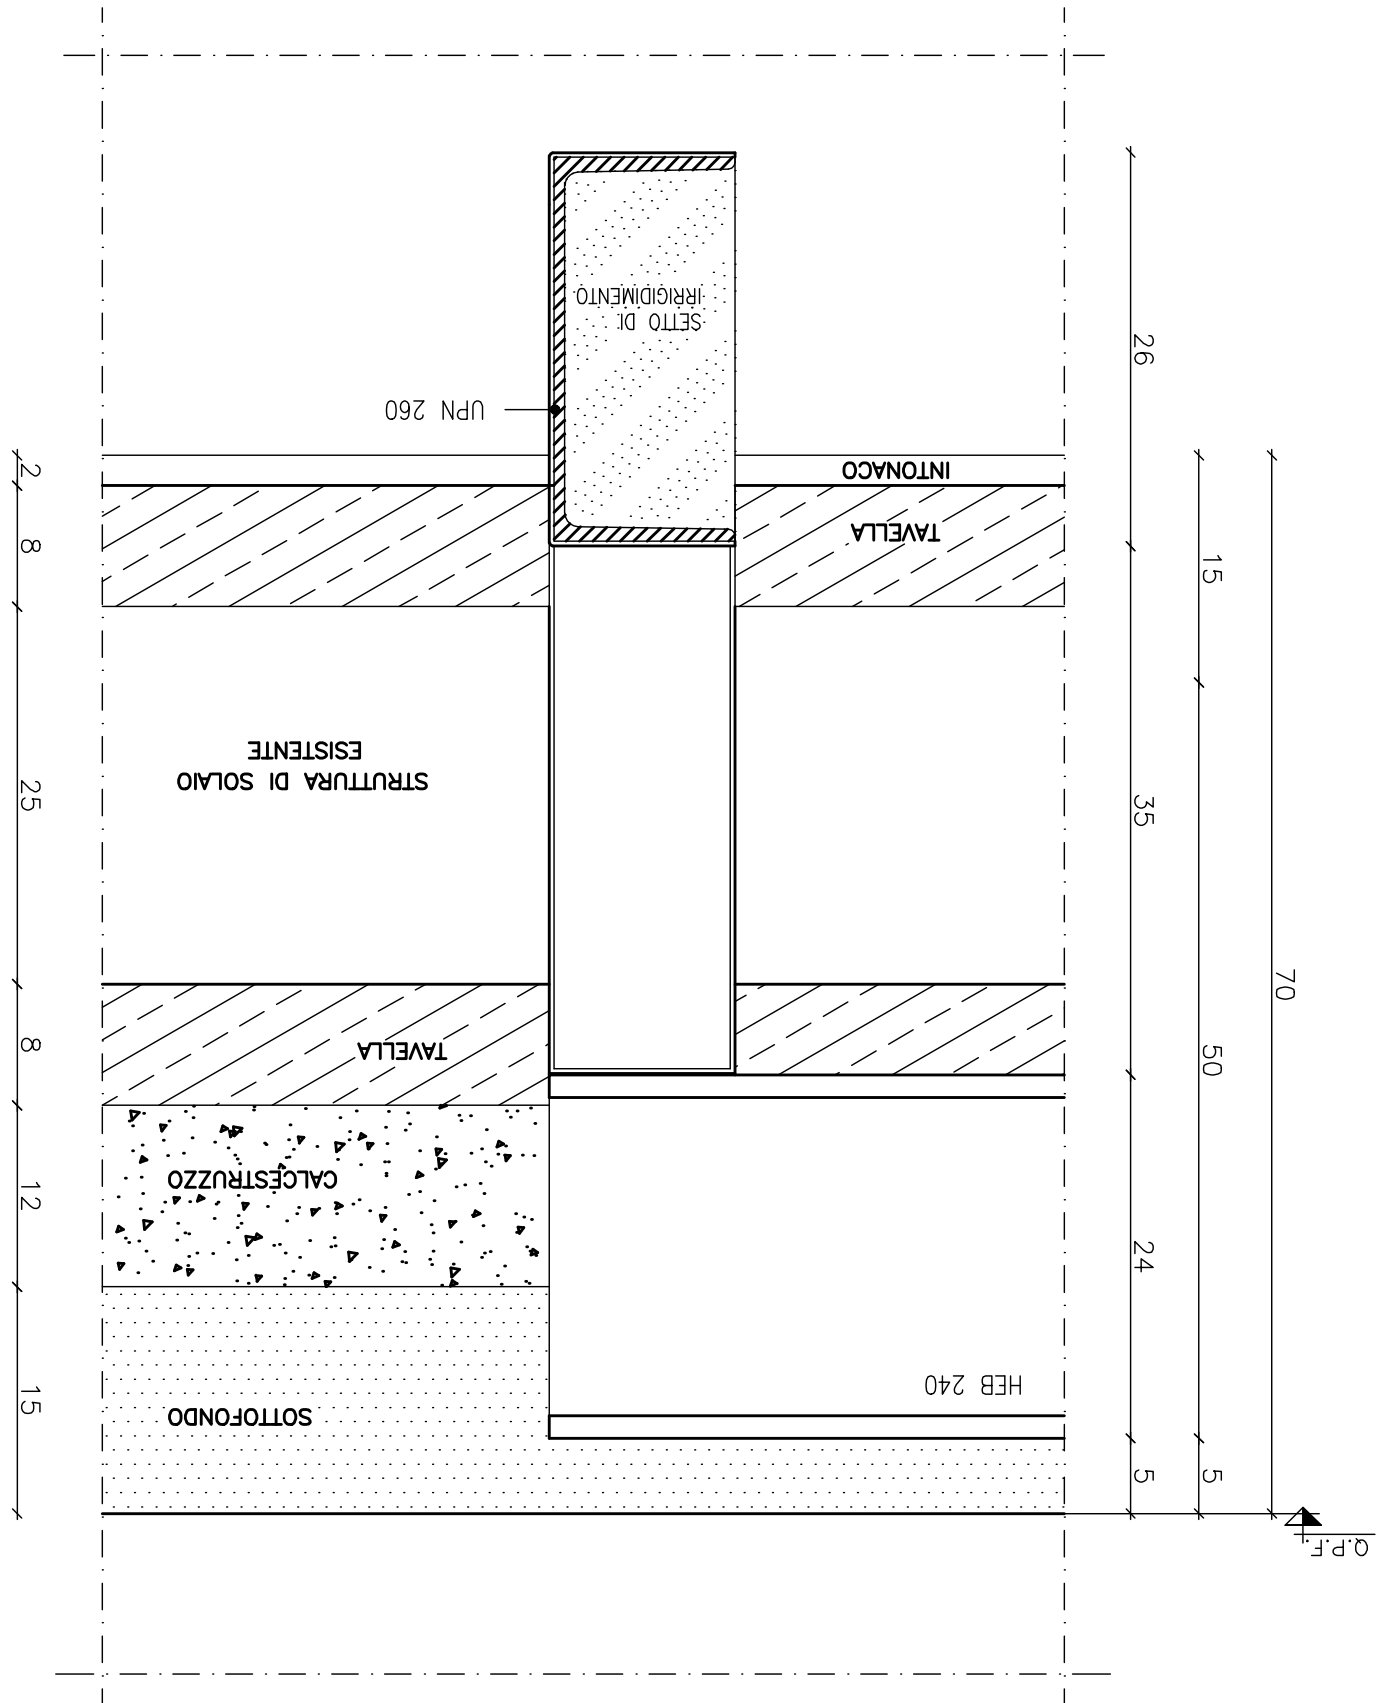 Q.P.F.
SOTTOFONDO
HEB 240
CALCESTRUZZO
TAVELLA
STRUTTURA DI SOLAIO
ESISTENTE
TAVELLA
INTONACO
UPN 260
SETTO DI
IRRIGIDIMENTO
5
24
35
26
5
50
15
70
15
12
8
25
8
2